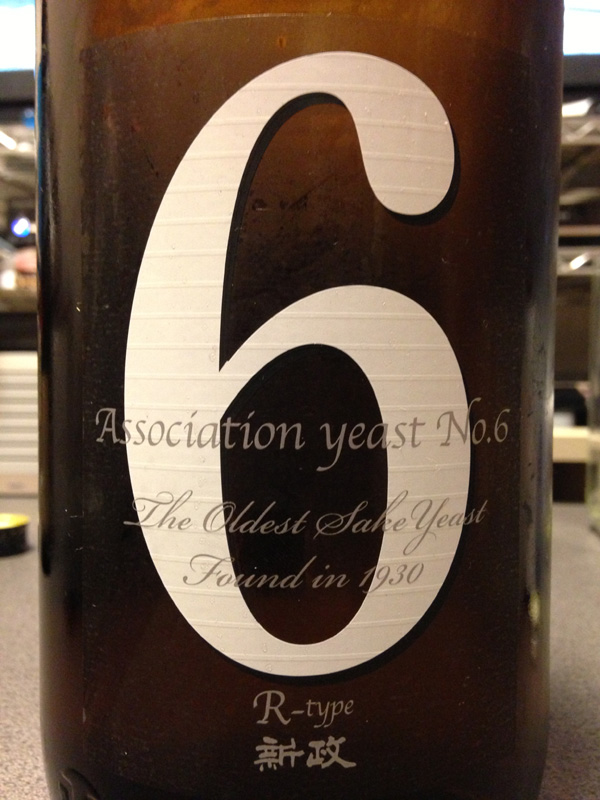 6
Association yeast No.6
The Oldest Sake Yeast
Found in 1930
R-type
新政